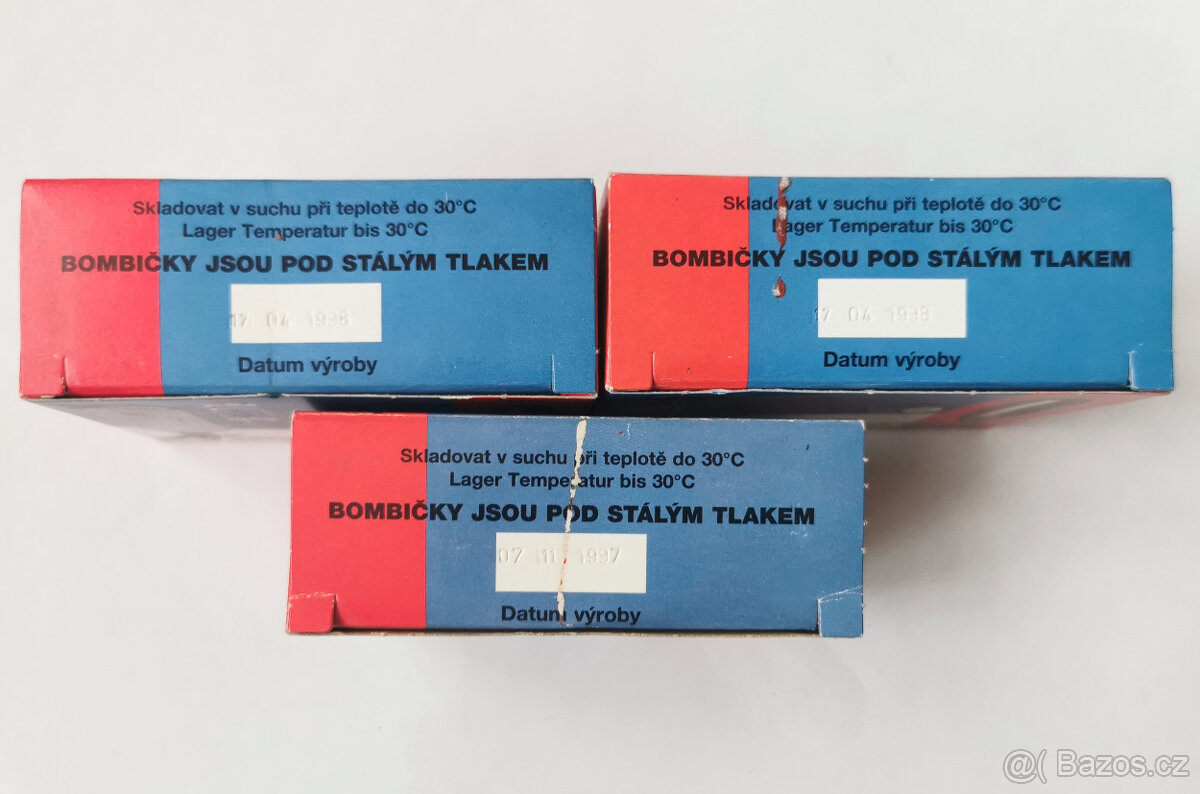 Skladovat v suchu při teplotě do 30°C
Lager Temperatur bis 30°C
BOMBIČKY JSOU POD STÁLÝM TLAKEM
17 04 1998
Datum výroby
Skladovat v suchu při teplotě do 30°C
Lager Temperatur bis 30°C
BOMBIČKY JSOU POD STÁLÝM TLAKEM
17 04 1998
Datum výroby
Skladovat v suchu při teplotě do 30°C
Lager Temperatur bis 30°C
BOMBIČKY JSOU POD STÁLÝM TLAKEM
07 11 1997
Datum výroby
@( Bazos.cz